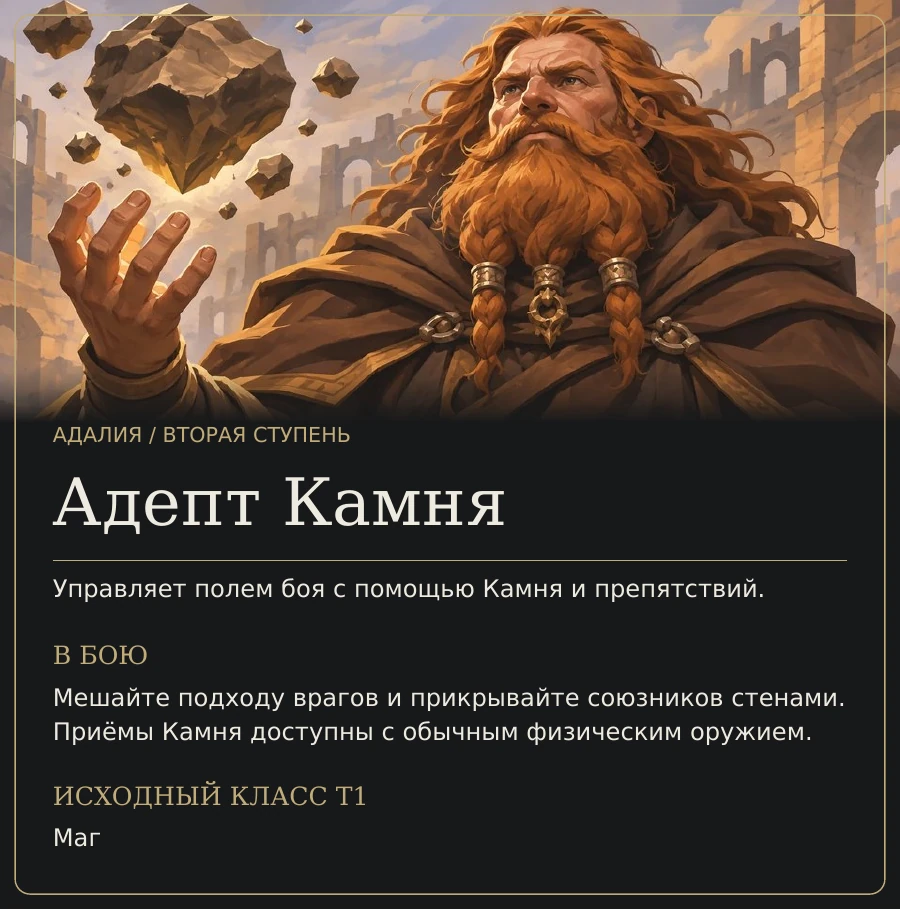 АДАЛИЯ / ВТОРАЯ СТУПЕНЬ
Адепт Камня
Управляет полем боя с помощью Камня и препятствий.
В БОЮ
Мешайте подходу врагов и прикрывайте союзников стенами.
Приёмы Камня доступны с обычным физическим оружием.
ИСХОДНЫЙ КЛАСС Т1
Маг